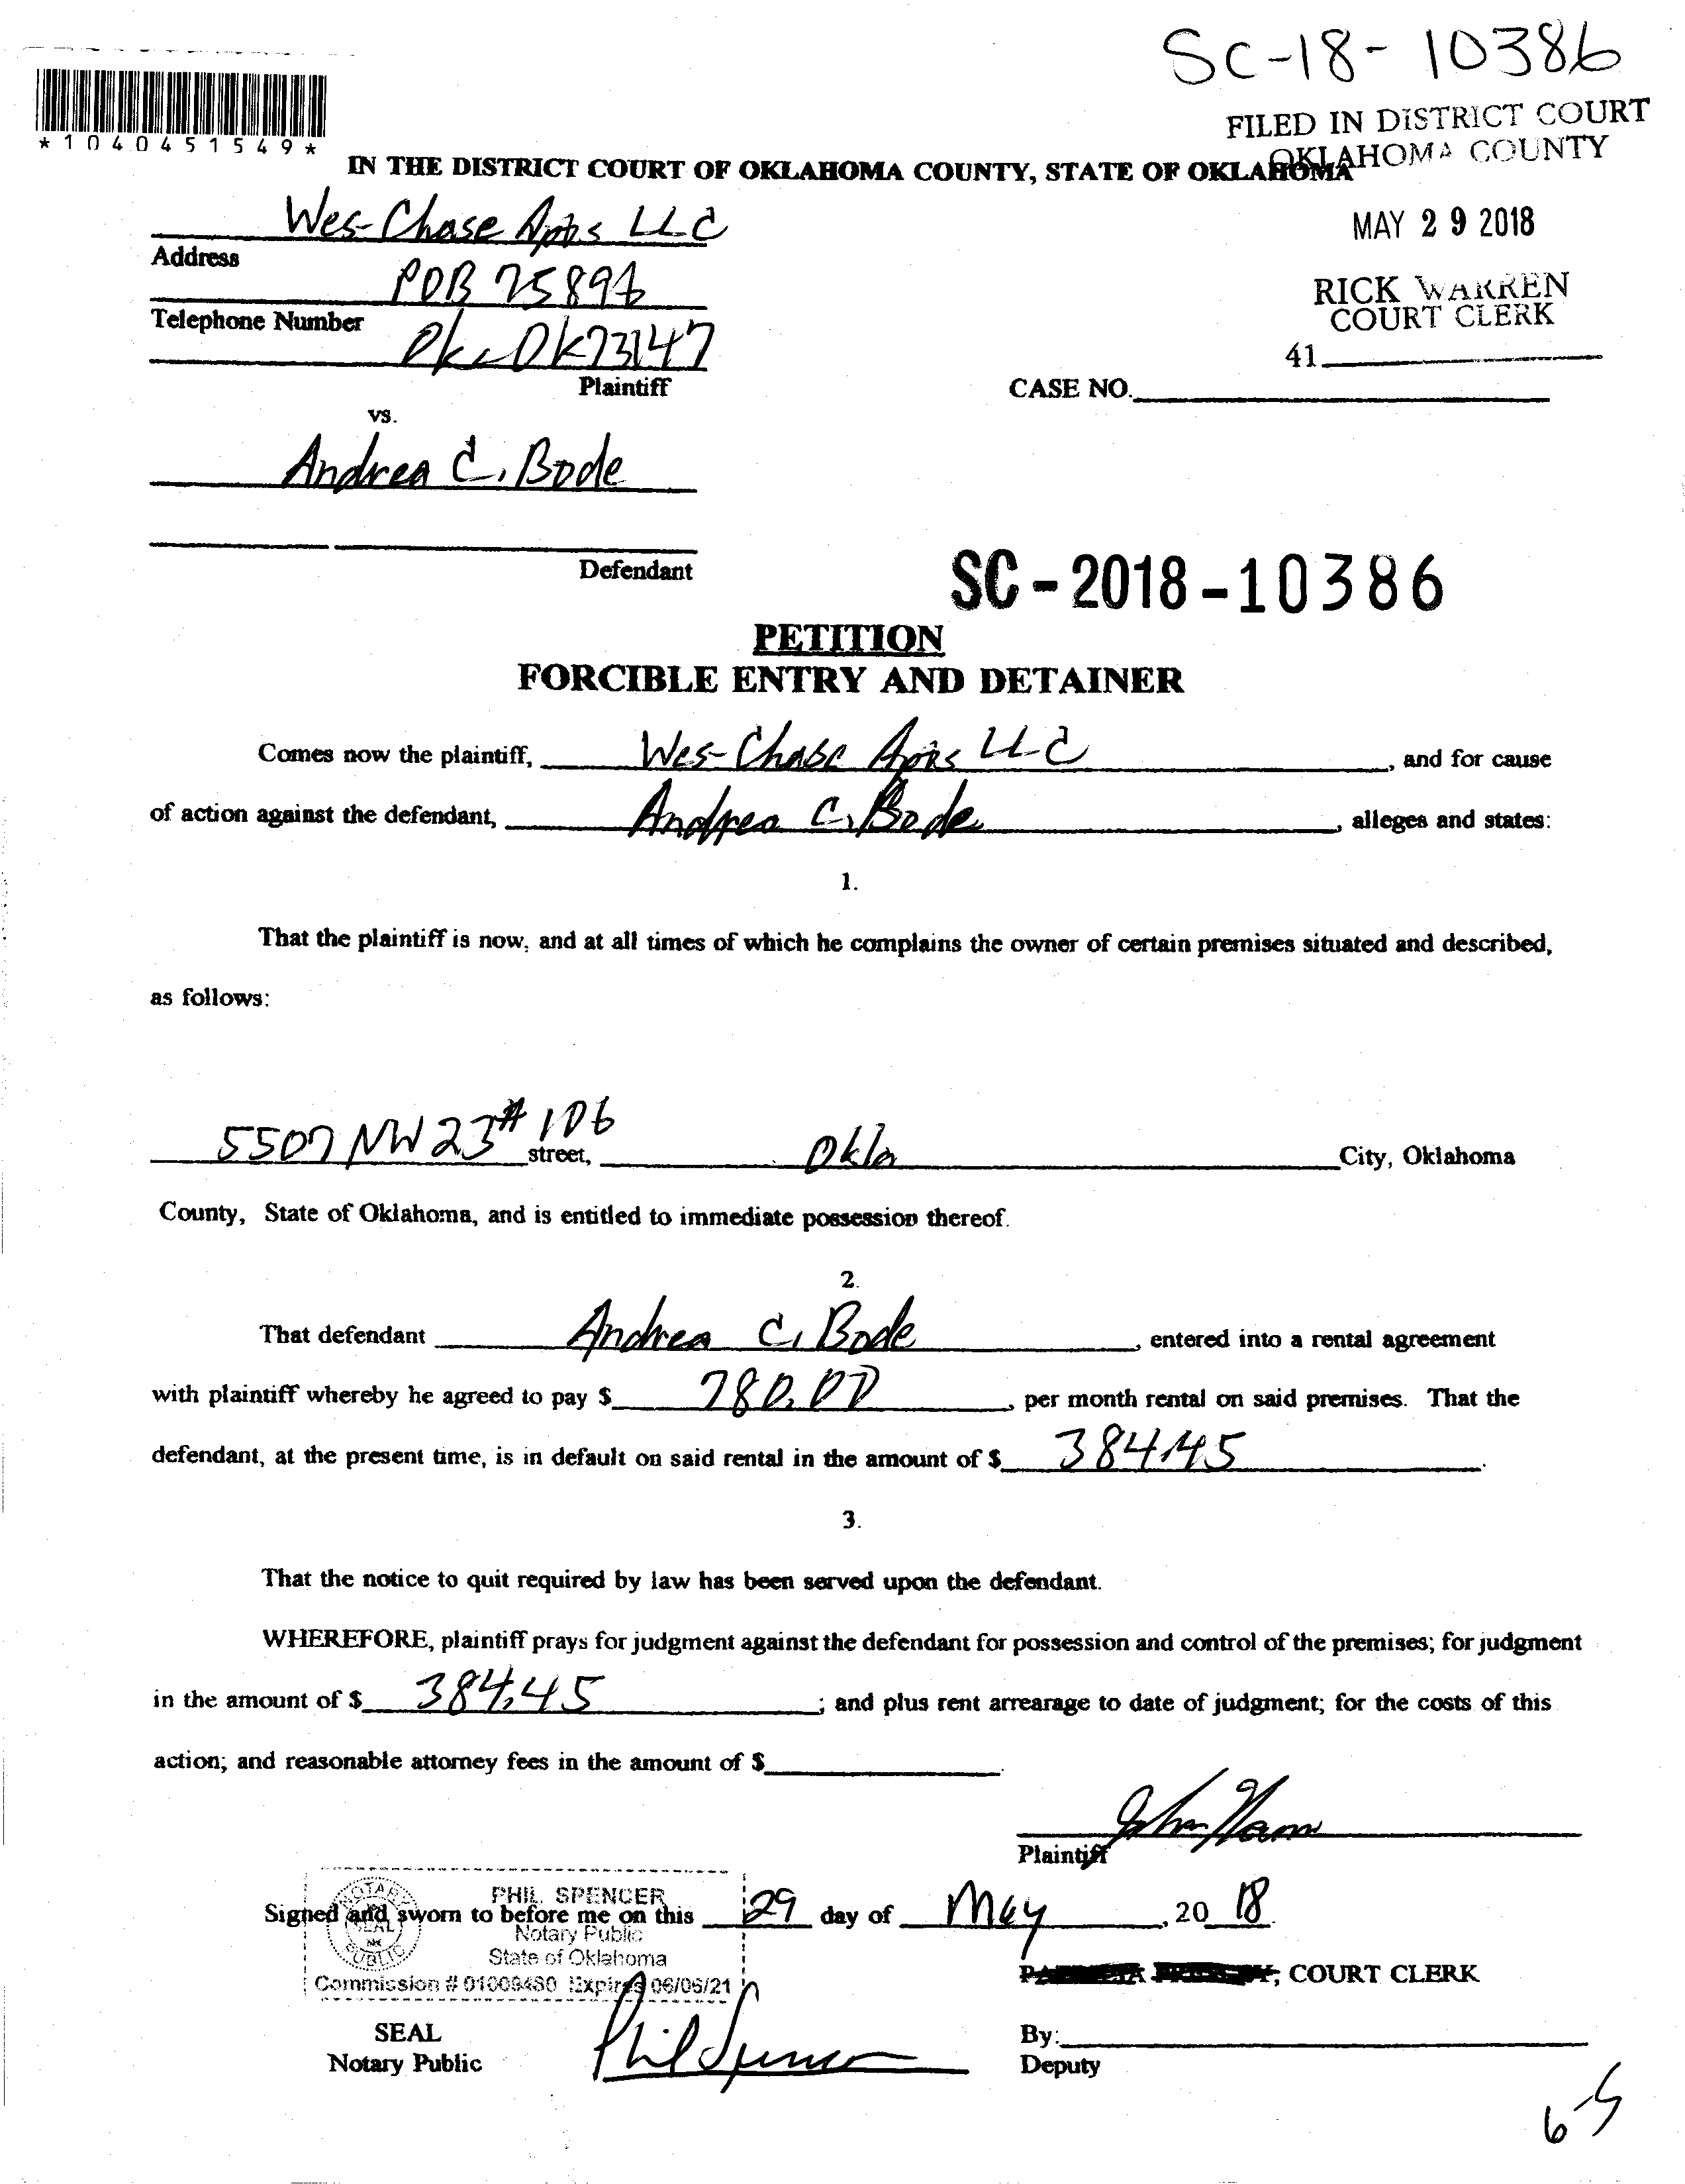 SC-18-10386
*1040451549*
FILED IN DISTRICT COURT
OKLAHOMA COUNTY
IN THE DISTRICT COURT OF OKLAHOMA COUNTY, STATE OF OKLAHOMA
Wes-Chase Apts LLC
MAY 29 2018
Address
POB 75894
RICK WARREN
COURT CLERK
Telephone Number
Okc Ok 73147
41
Plaintiff
CASE NO.
vs.
Andrea C. Bode
Defendant
SC-2018-10386
PETITION
FORCIBLE ENTRY AND DETAINER
Comes now the plaintiff, Wes-Chase Apts LLC, and for cause
of action against the defendant, Andrea C. Bode, alleges and states:
1.
That the plaintiff is now, and at all times of which he complains the owner of certain premises situated and described,
as follows:
5507 NW 23 # 106 street, Okla City, Oklahoma
County, State of Oklahoma, and is entitled to immediate possession thereof.
2.
That defendant Andrea C. Bode, entered into a rental agreement
with plaintiff whereby he agreed to pay $ 780.00, per month rental on said premises. That the
defendant, at the present time, is in default on said rental in the amount of $ 384.45.
3.
That the notice to quit required by law has been served upon the defendant.
WHEREFORE, plaintiff prays for judgment against the defendant for possession and control of the premises; for judgment
in the amount of $ 384.45; and plus rent arrearage to date of judgment; for the costs of this
action; and reasonable attorney fees in the amount of $.
Plaintiff
PHIL SPENCER
Signed and sworn to before me on this 29 day of May, 2018
Notary Public
State of Oklahoma
Commission # 01009480 Expires 06/05/21
, COURT CLERK
SEAL
By:
Notary Public
Phil Spencer
Deputy
6-5